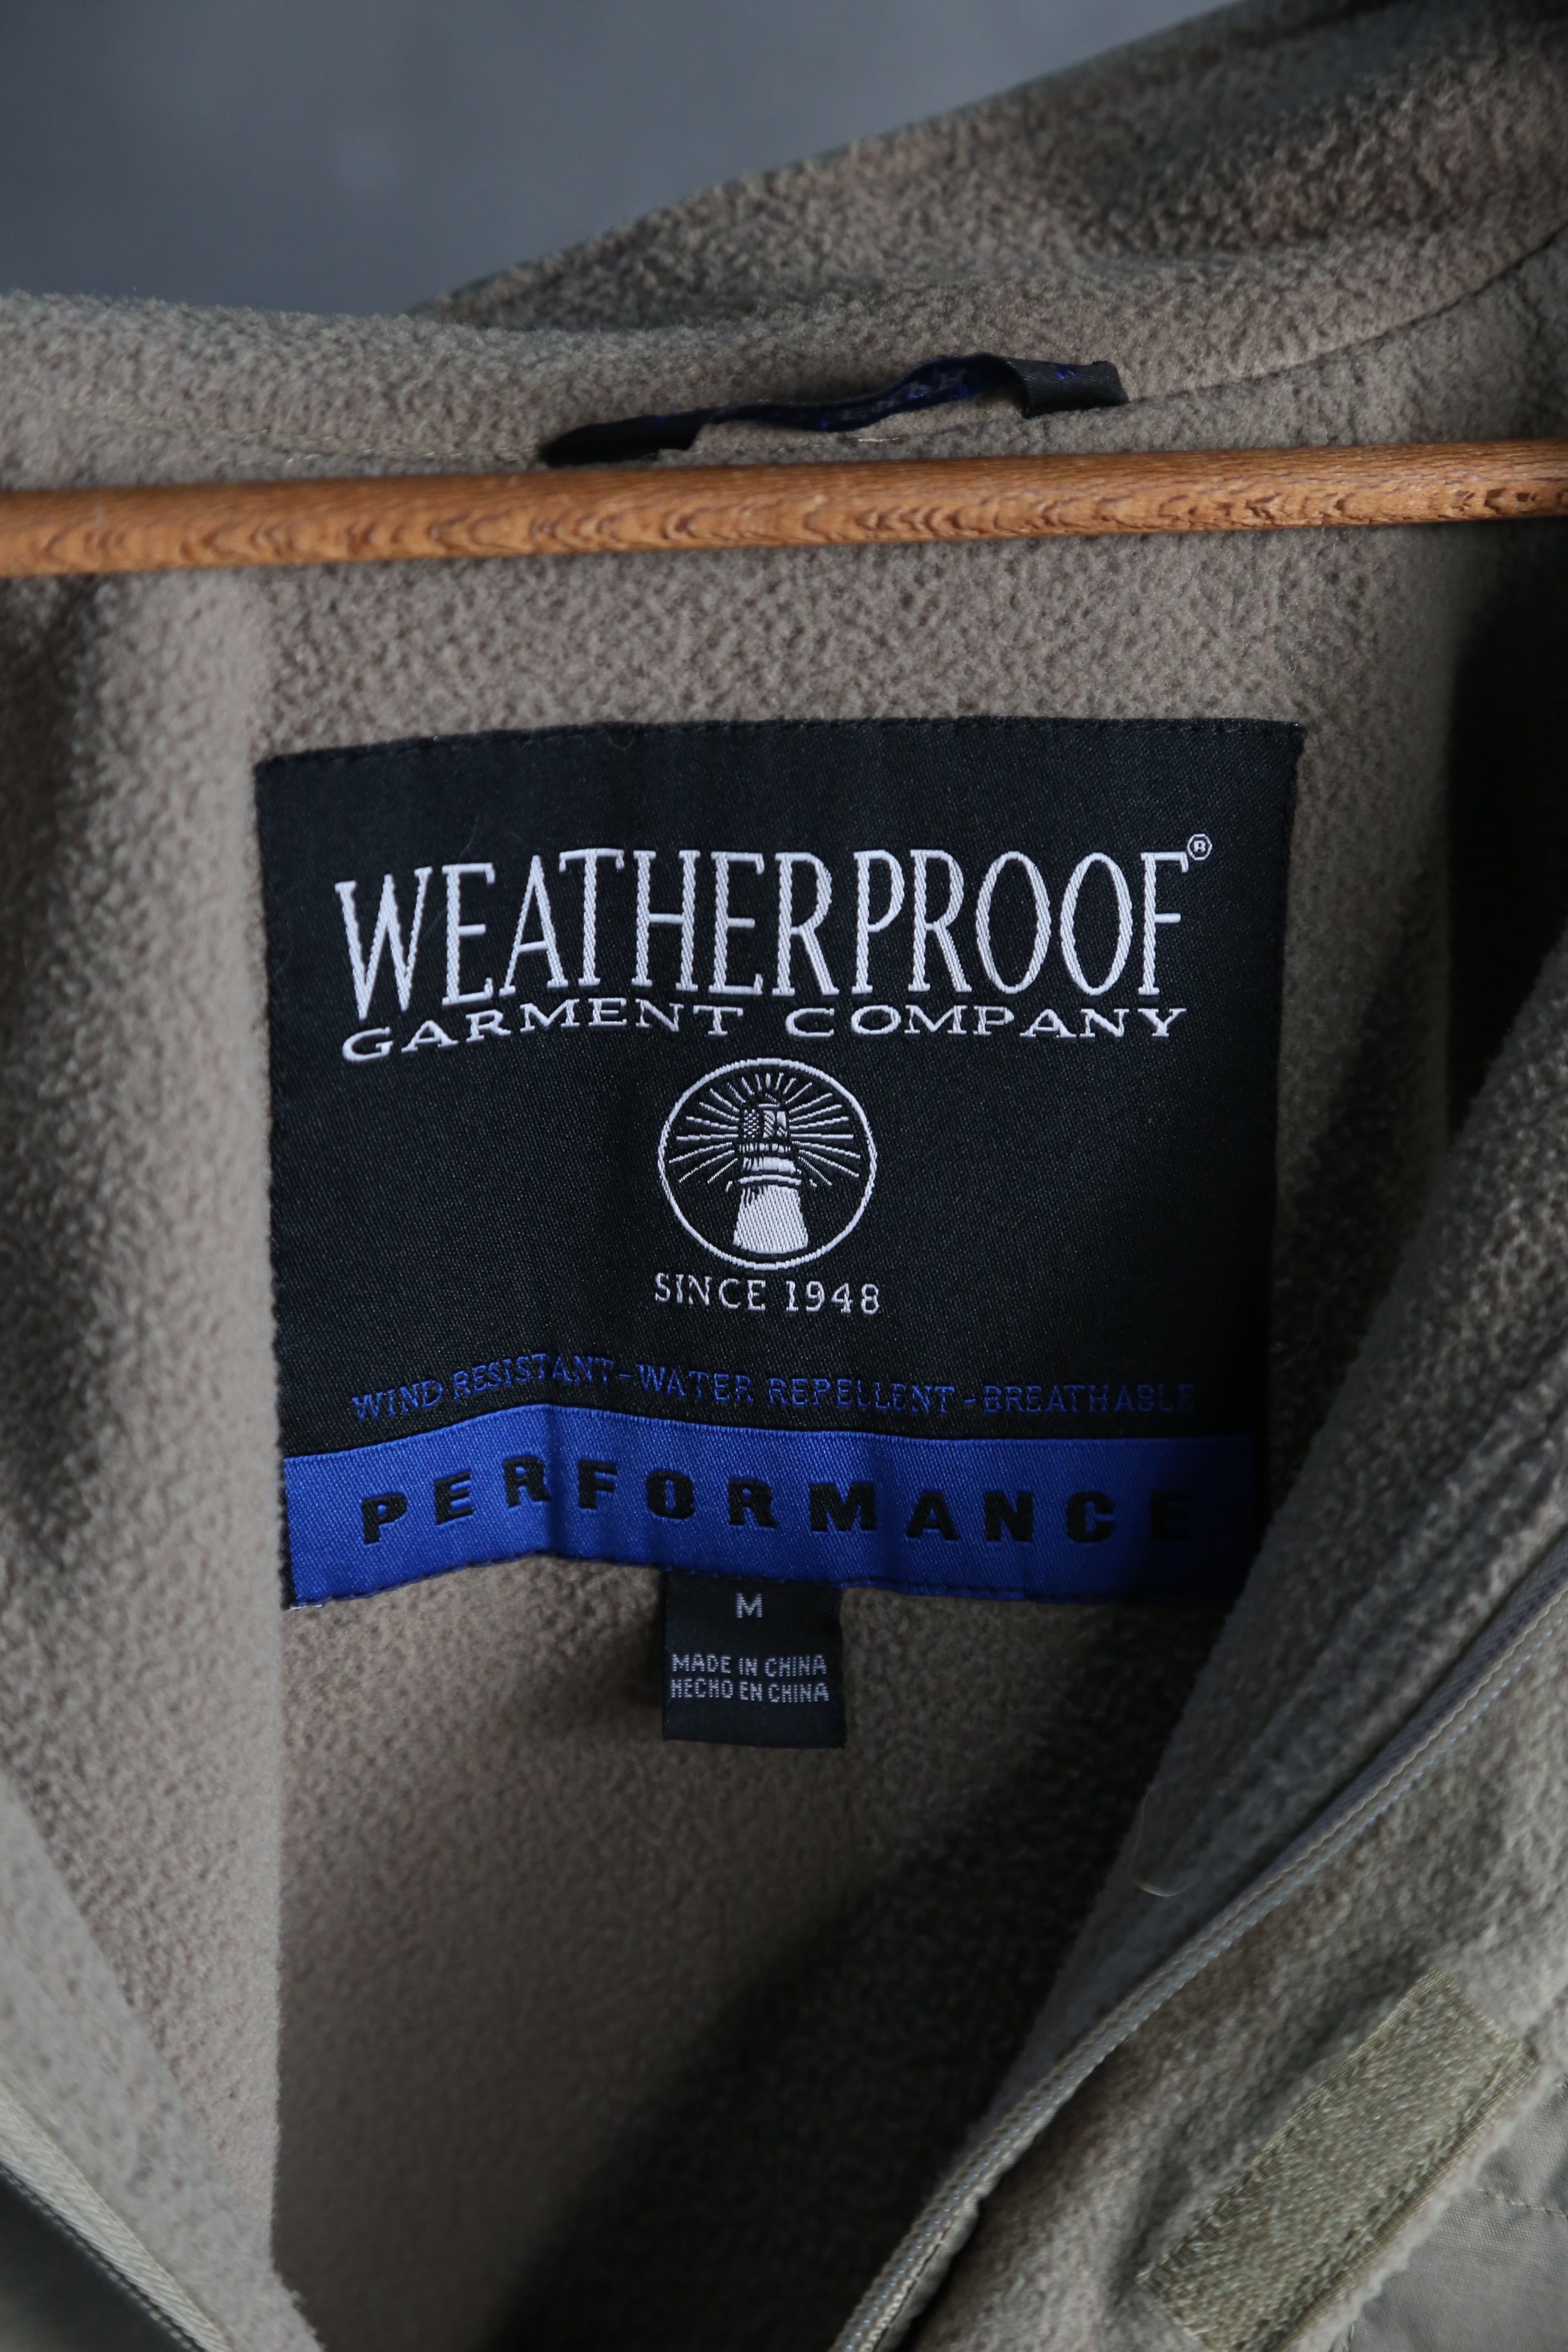 WEATHERPROOF®
GARMENT COMPANY
SINCE 1948
WIND RESISTANT-WATER REPELLENT-BREATHABLE
PERFORMANCE
M
MADE IN CHINA
HECHO EN CHINA